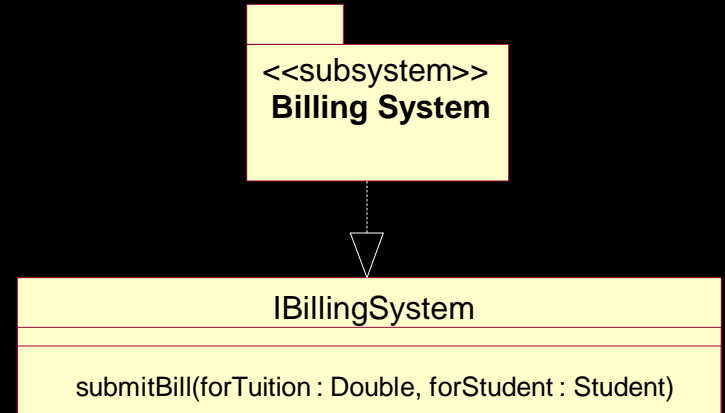 <<subsystem>>
Billing System
IBillingSystem
submitBill(forTuition : Double, forStudent : Student)